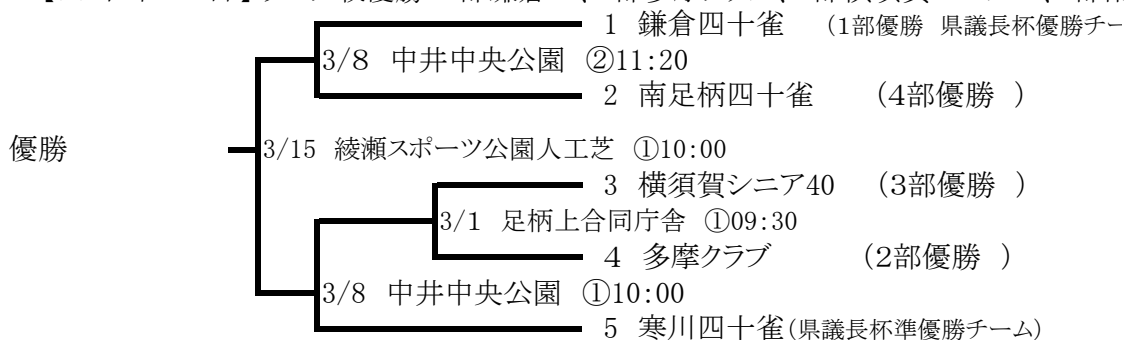 1 鎌倉四十雀 (1部優勝 県議長杯優勝チー
3/8 中井中央公園 ②11:20
2 南足柄四十雀 (4部優勝 )
優勝
3/15 綾瀬スポーツ公園人工芝 ①10:00
3 横須賀シニア40 (3部優勝 )
3/1 足柄上合同庁舎 ①09:30
4 多摩クラブ (2部優勝 )
3/8 中井中央公園 ①10:00
5 寒川四十雀(県議長杯準優勝チーム)